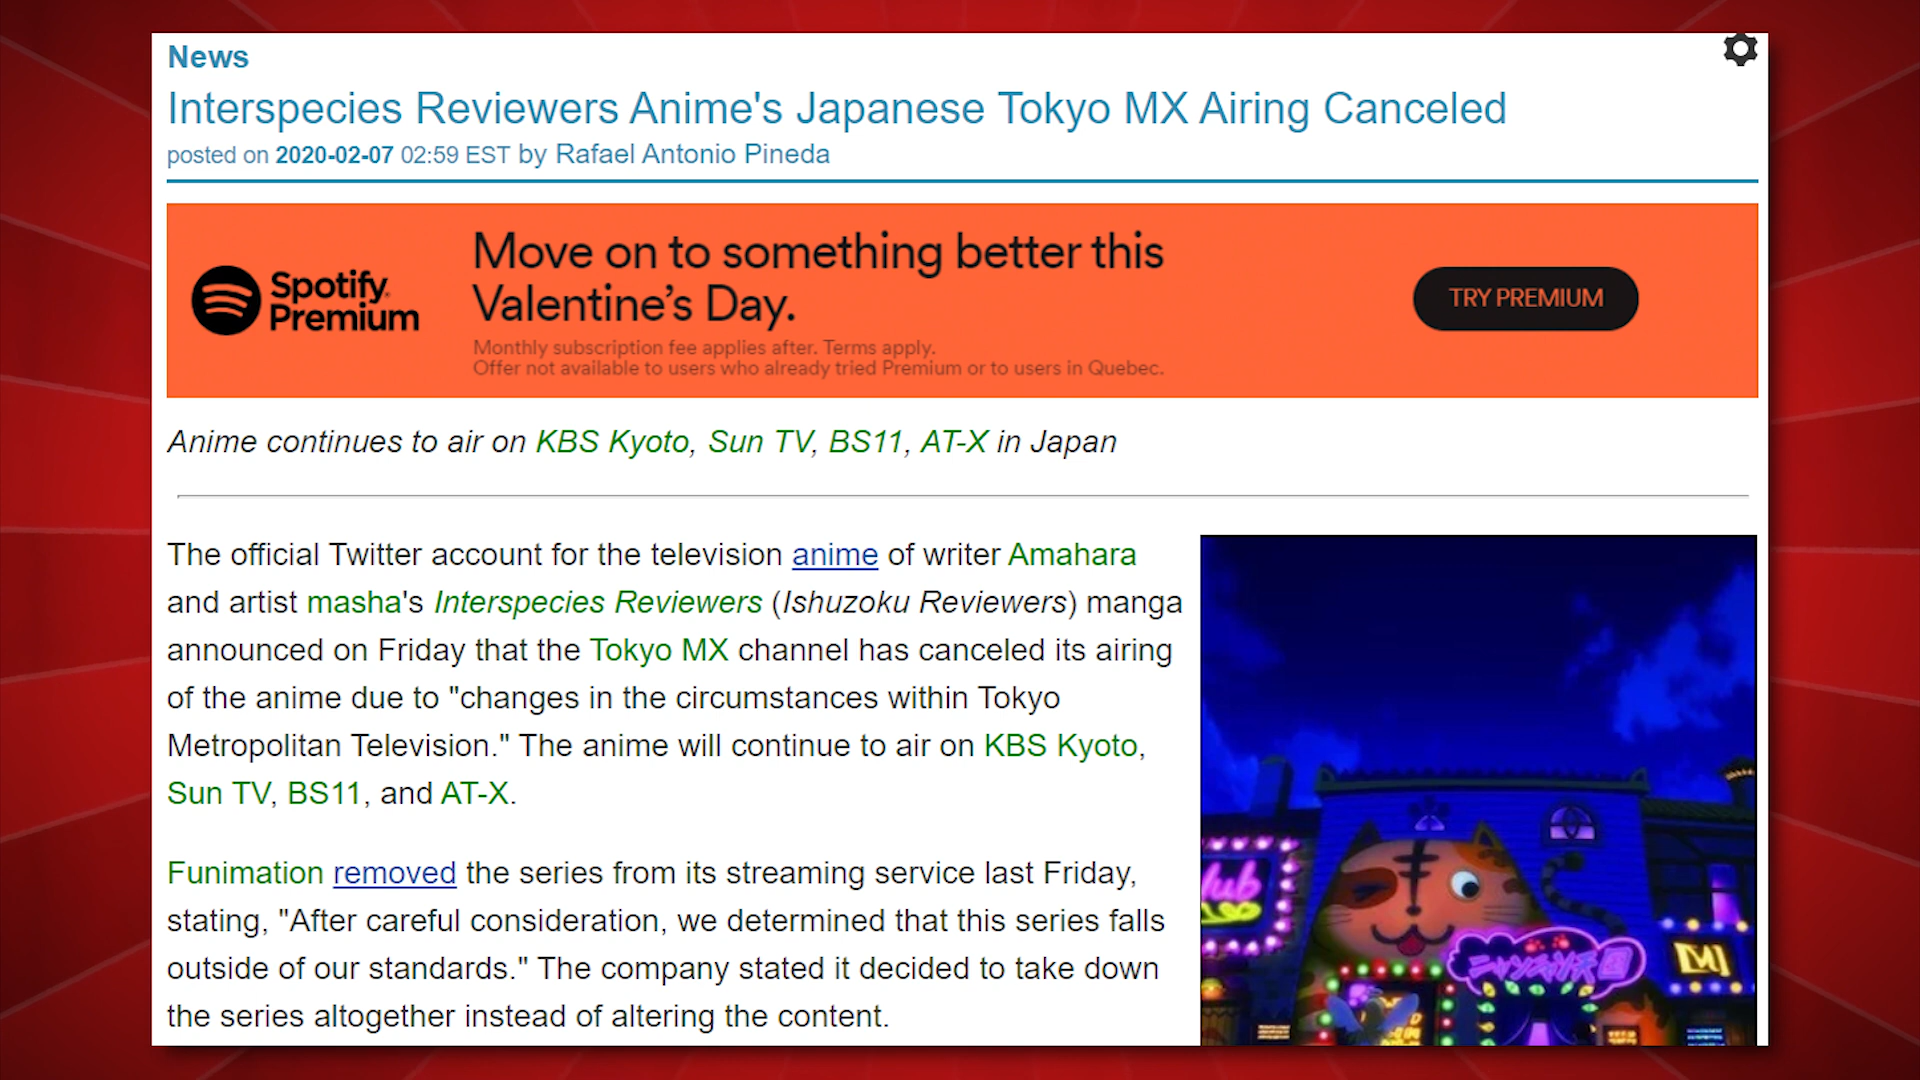 News
Interspecies Reviewers Anime's Japanese Tokyo MX Airing Canceled
posted on 2020-02-07 02:59 EST by Rafael Antonio Pineda
Spotify Premium
Move on to something better this
Valentine's Day.
Monthly subscription fee applies after. Terms apply.
Offer not available to users who already tried Premium or to users in Quebec.
TRY PREMIUM
Anime continues to air on KBS Kyoto, Sun TV, BS11, AT-X in Japan
The official Twitter account for the television anime of writer Amahara
and artist masha's Interspecies Reviewers (Ishuzoku Reviewers) manga
announced on Friday that the Tokyo MX channel has canceled its airing
of the anime due to "changes in the circumstances within Tokyo
Metropolitan Television." The anime will continue to air on KBS Kyoto,
Sun TV, BS11, and AT-X.
Funimation removed the series from its streaming service last Friday,
stating, "After careful consideration, we determined that this series falls
outside of our standards." The company stated it decided to take down
the series altogether instead of altering the content.